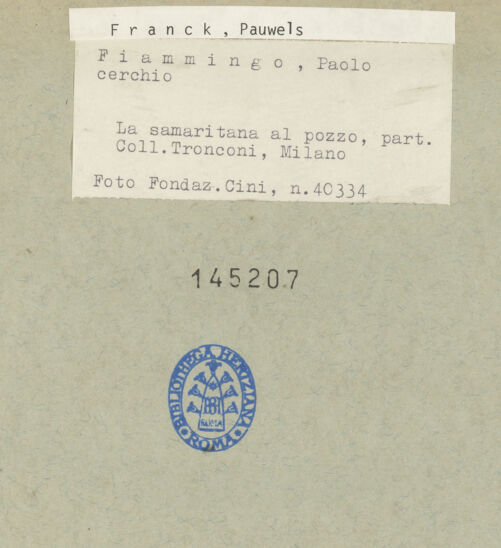 Franck, Pauwels
Fiammingo, Paolo
cerchio
La samaritana al pozzo, part.
Coll.Tronconi, Milano
Foto Fondaz.Cini, n.40334
145207
BIBLIOTHECA HERTZIANA
ROMA